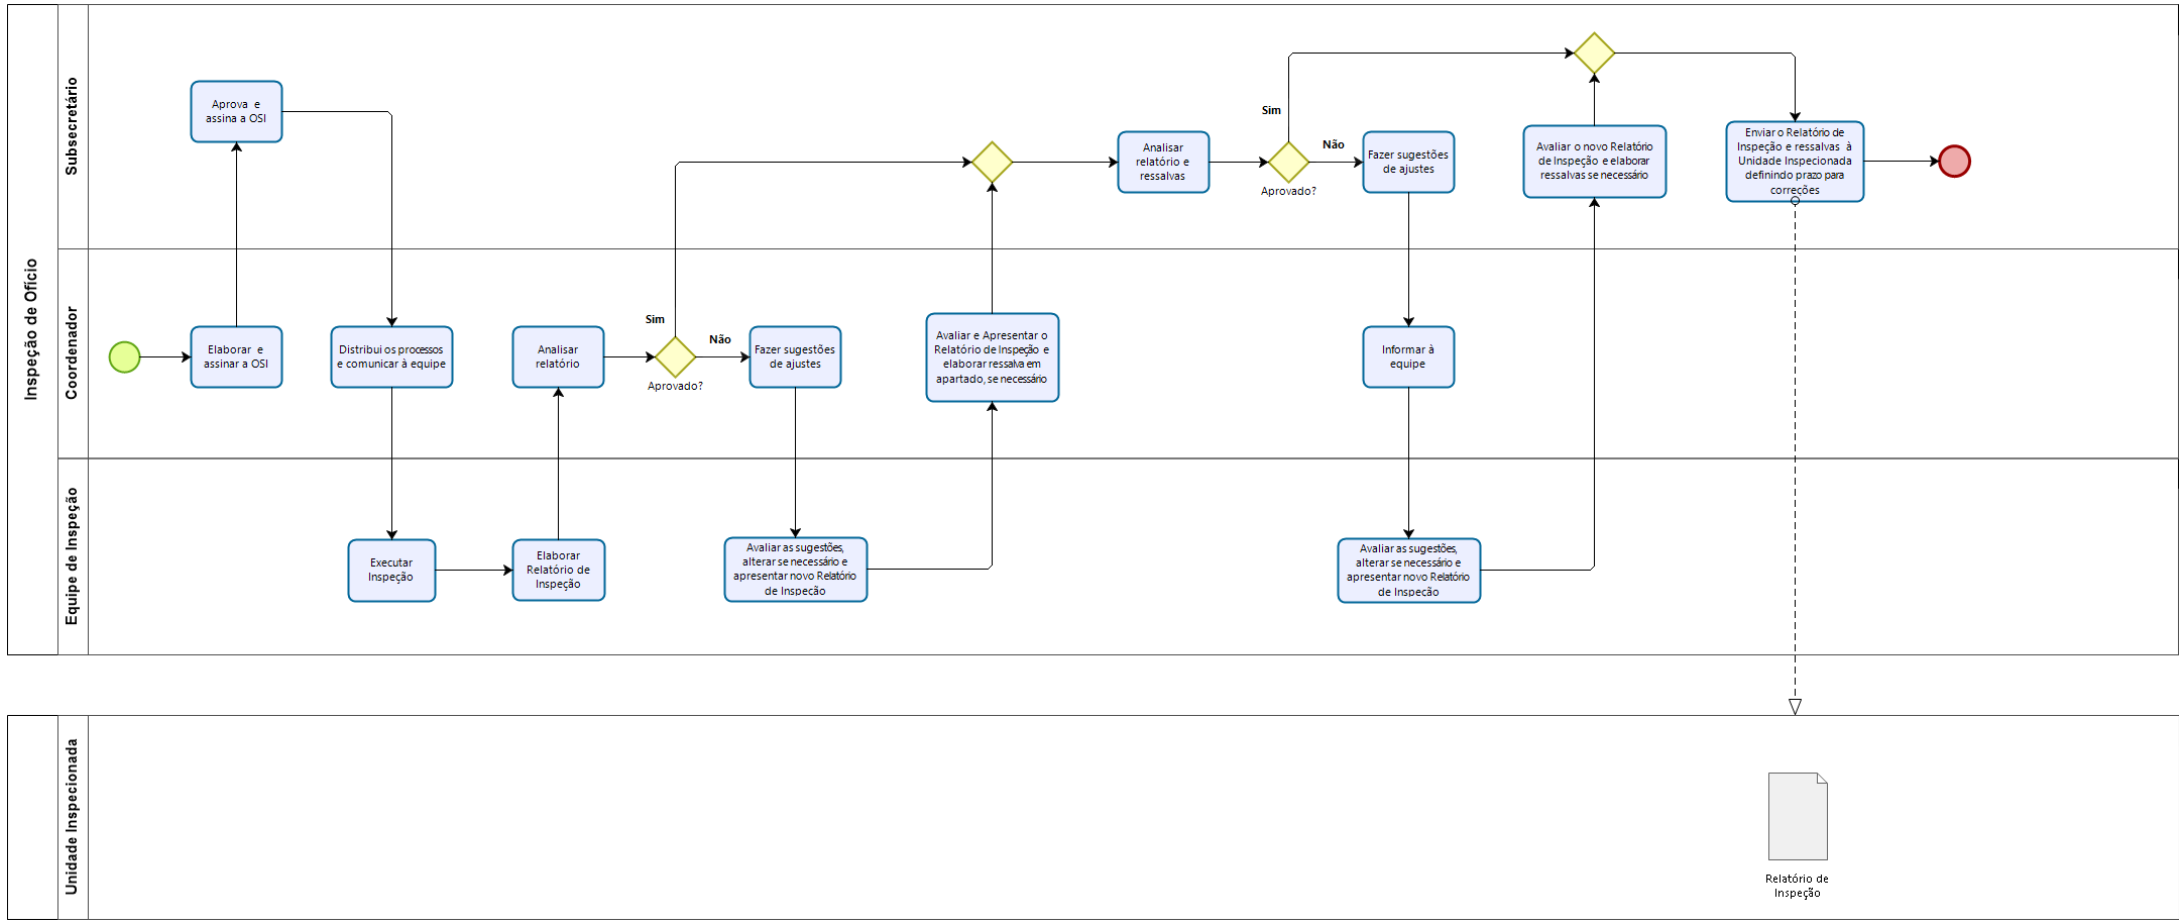 Inspeção de Ofício
Subsecretário
Aprova e
assina a OSI
Analisar
relatório e
ressalvas
Sim
Aprovado?
Não
Fazer sugestões
de ajustes
Avaliar o novo Relatório
de Inspeção e elaborar
ressalvas se necessário
Enviar o Relatório de
Inspeção e ressalvas à
Unidade Inspecionada
definindo prazo para
correções
Coordenador
Elaborar e
assinar a OSI
Distribui os processos
e comunicar à equipe
Analisar
relatório
Sim
Aprovado?
Não
Fazer sugestões
de ajustes
Avaliar e Apresentar o
Relatório de Inspeção e
elaborar ressalva em
apartado, se necessário
Informar à
equipe
Equipe de Inspeção
Executar
Inspeção
Elaborar
Relatório de
Inspeção
Avaliar as sugestões,
alterar se necessário e
apresentar novo Relatório
de Inspecão
Avaliar as sugestões,
alterar se necessário e
apresentar novo Relatório
de Inspecão
Unidade Inspecionada
Relatório de
Inspeção